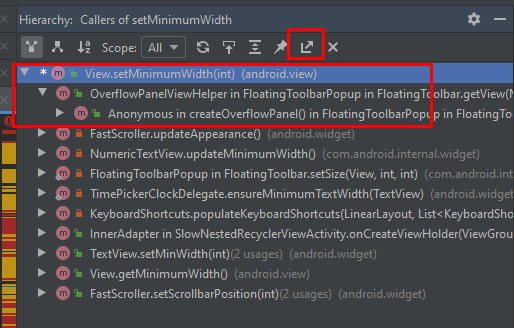 Hierarchy: Callers of setMinimumWidth
Scope: All
* m View.setMinimumWidth(int) (android.view)
m OverflowPanelViewHelper in FloatingToolbarPopup in FloatingToolbar.getView(M
m Anonymous in createOverflowPanel() in FloatingToolbarPopup in FloatingToo
m FastScroller.updateAppearance() (android.widget)
m NumericTextView.updateMinimumWidth() (com.android.internal.widget)
m FloatingToolbarPopup in FloatingToolbar.setSize(View, int, int) (com.android.in
m TimePickerClockDelegate.ensureMinimumTextWidth(TextView) (android.widget)
m KeyboardShortcuts.populateKeyboardShortcuts(LinearLayout, List<KeyboardS
m InnerAdapter in SlowNestedRecyclerViewActivity.onCreateViewHolder(ViewGrou
m TextView.setMinWidth(int)(2 usages) (android.widget)
m View.getMinimumWidth() (android.view)
m FastScroller.setScrollbarPosition(int)(2 usages) (android.widget)